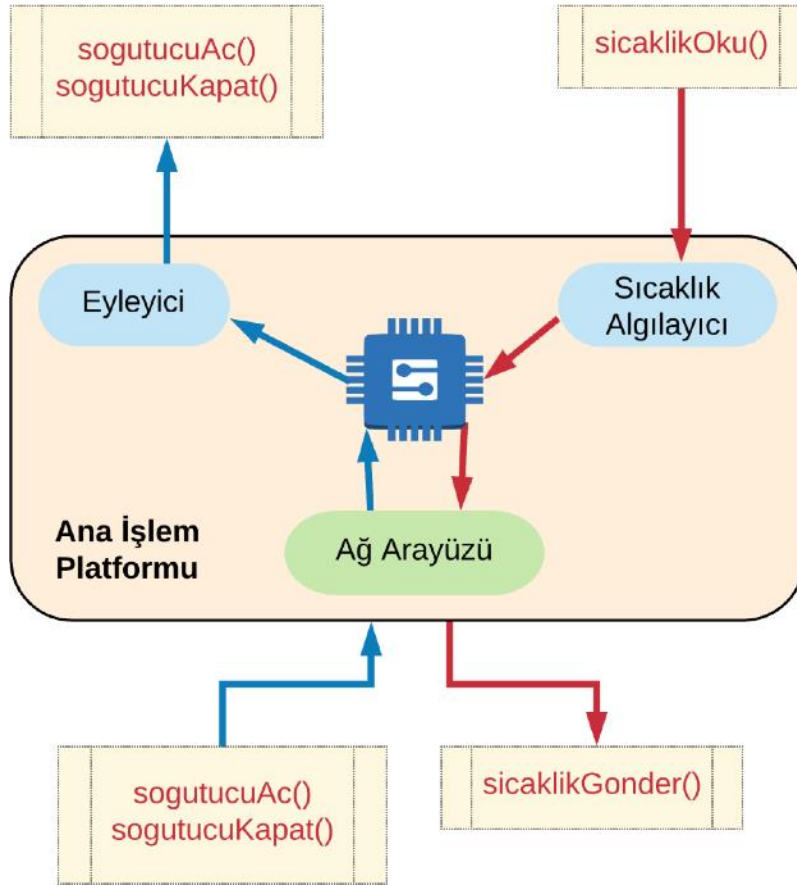 sogutucuAc()
sogutucuKapat()
sicaklikOku()
Eyleyici
Sıcaklık
Algılayıcı
Ana İşlem
Platformu
Ağ Arayüzü
sogutucuAc()
sogutucuKapat()
sicaklikGonder()